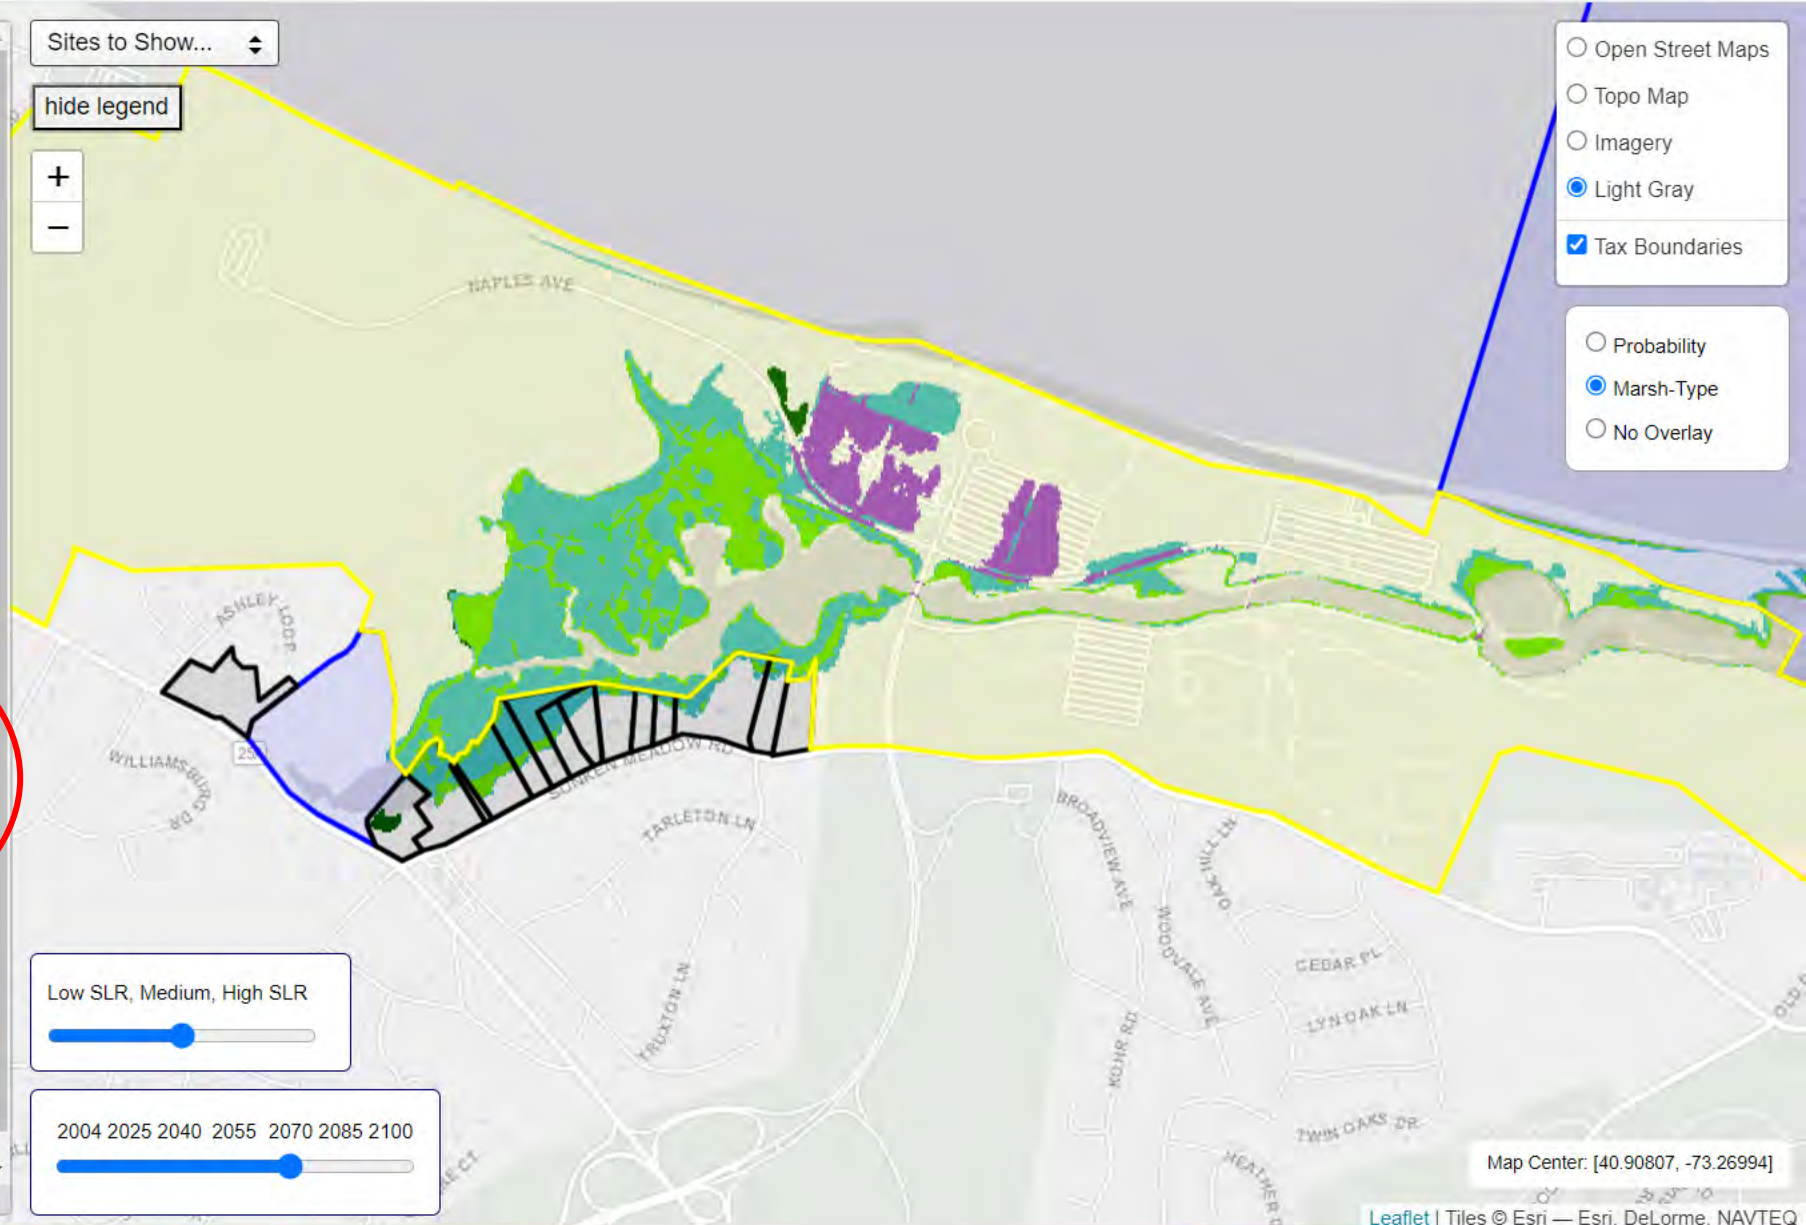 Sites to Show...
hide legend
+
−
Open Street Maps
Topo Map
Imagery
Light Gray
Tax Boundaries
Probability
Marsh-Type
No Overlay
NAPLES AVE
ASHLEY LOOP
25
WILLIAMSBURG DR
SUNKEN MEADOW RD
TARLETON LN
TRUXTON LN
BROADVIEW AVE
OAK HILL LN
WOODVALE AVE
CEDAR PL
LYN OAK LN
KOHR RD
TWIN OAKS DR
HEATHER
OLD
Low SLR, Medium, High SLR
2004 2025 2040 2055 2070 2085 2100
Map Center: [40.90807, -73.26994]
Leaflet | Tiles © Esri — Esri, DeLorme, NAVTEQ